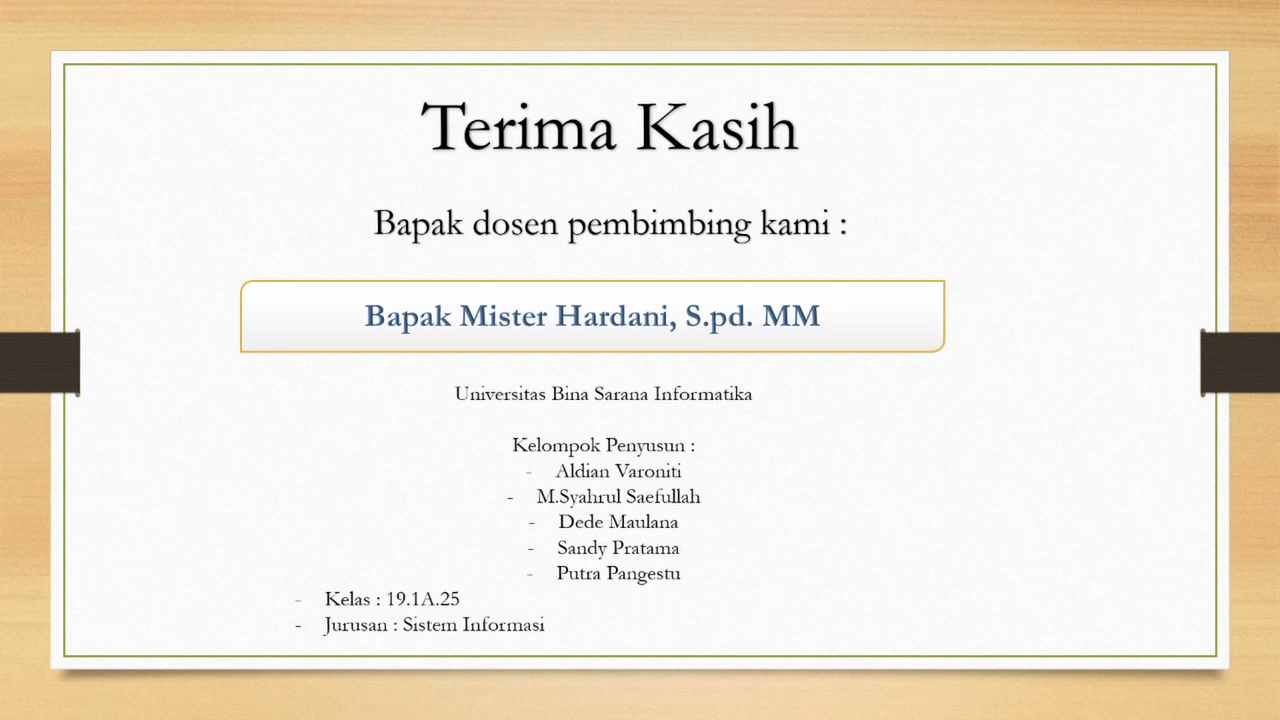 Terima Kasih
Bapak dosen pembimbing kami :
Bapak Mister Hardani, S.pd. MM
Universitas Bina Sarana Informatika
Kelompok Penyusun :
- Aldian Varoniti
- M.Syahrul Saefullah
- Dede Maulana
- Sandy Pratama
- Putra Pangestu
- Kelas : 19.1A.25
- Jurusan : Sistem Informasi